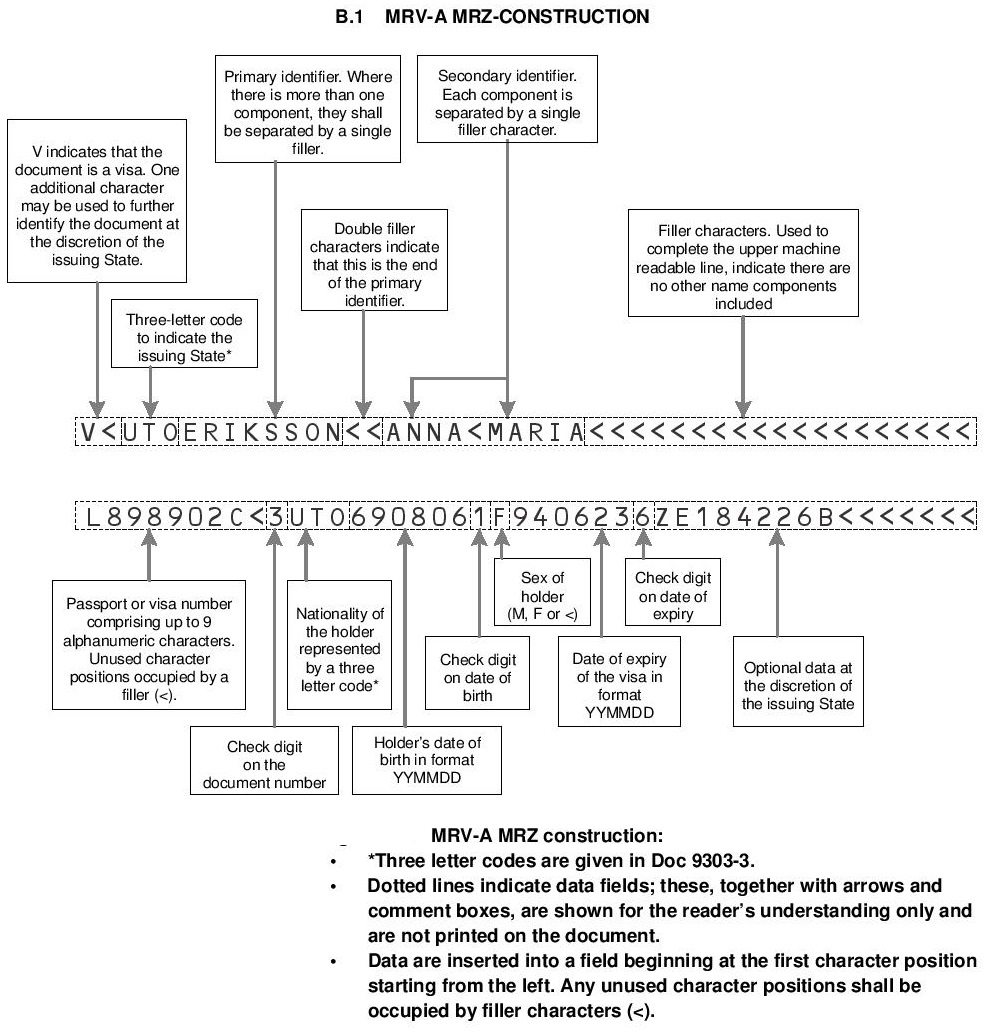 B.1 MRV-A MRZ-CONSTRUCTION
Primary identifier. Where
there is more than one
component, they shall
be separated by a single
filler.
Secondary identifier.
Each component is
separated by a single
filler character.
V indicates that the
document is a visa. One
additional character
may be used to further
identify the document at
the discretion of the
issuing State.
Double filler
characters indicate
that this is the end
of the primary
identifier.
Filler characters. Used to
complete the upper machine
readable line, indicate there are
no other name components
included
Three-letter code
to indicate the
issuing State*
V<UTOERIKSSON<<ANNA<MARIA<<<<<<<<<<<<<<<<<<<
L898902C<3UTO6908061F9406236ZE184226B<<<<<<<
Passport or visa number
comprising up to 9
alphanumeric characters.
Unused character
positions occupied by a
filler (<).
Nationality of
the holder
represented
by a three
letter code*
Sex of
holder
(M, F or <)
Check digit
on date of
expiry
Check digit
on date of
birth
Date of expiry
of the visa in
format
YYMMDD
Optional data at
the discretion of
the issuing State
Check digit
on the
document number
Holder's date of
birth in format
YYMMDD
MRV-A MRZ construction:
• *Three letter codes are given in Doc 9303-3.
• Dotted lines indicate data fields; these, together with arrows and
comment boxes, are shown for the reader's understanding only and
are not printed on the document.
• Data are inserted into a field beginning at the first character position
starting from the left. Any unused character positions shall be
occupied by filler characters (<).